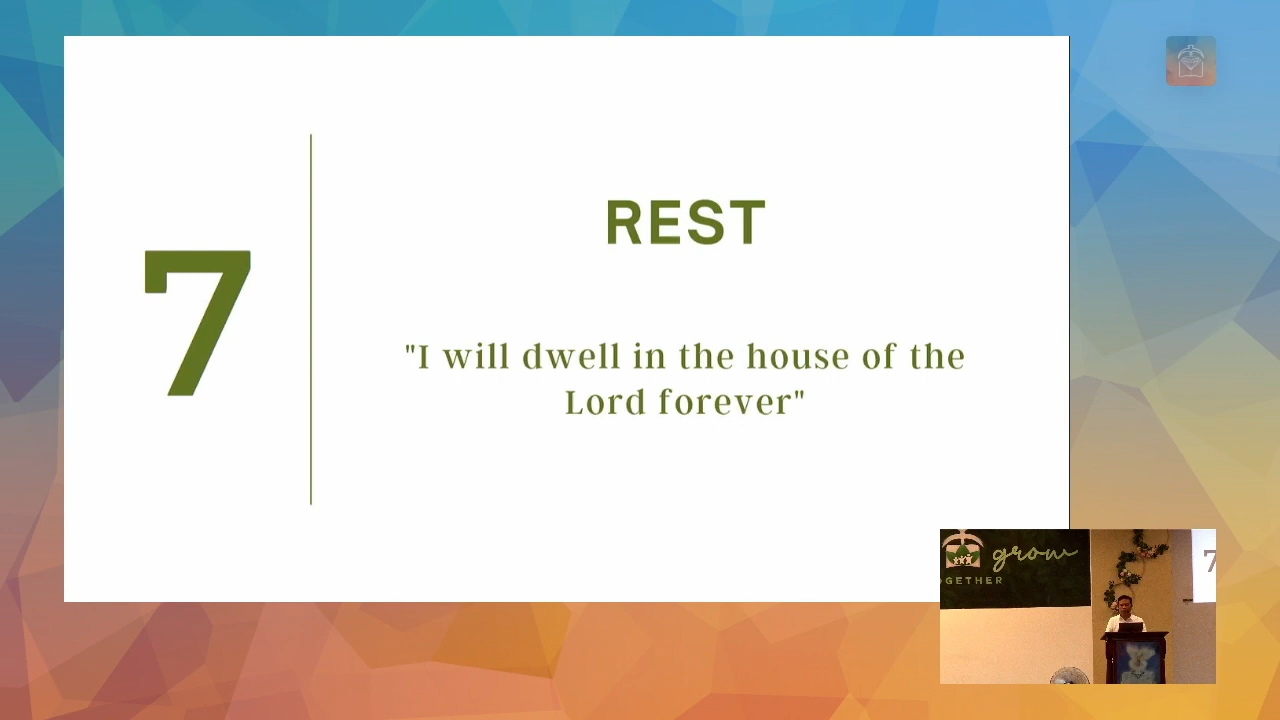 7
REST
"I will dwell in the house of the
Lord forever"
grow
GETHER
7